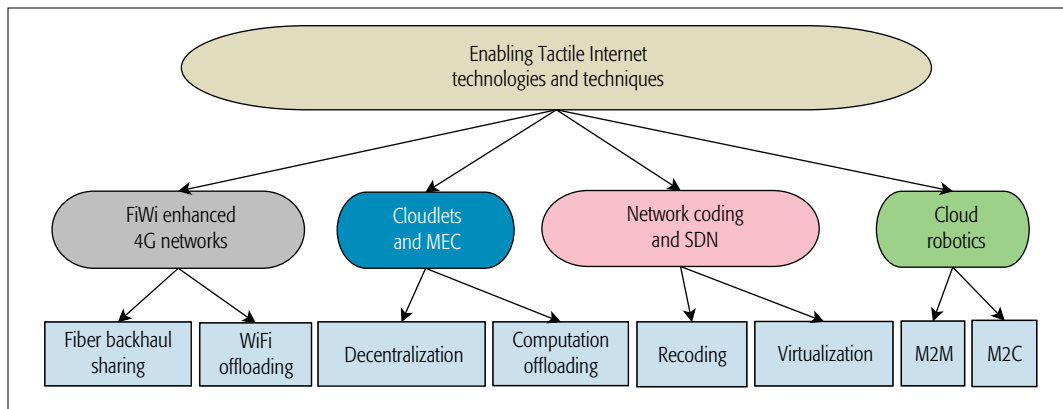 Enabling Tactile Internet
technologies and techniques
FiWi enhanced
4G networks
Cloudlets
and MEC
Network coding
and SDN
Cloud
robotics
Fiber backhaul
sharing
WiFi
offloading
Decentralization
Computation
offloading
Recoding
Virtualization
M2M
M2C